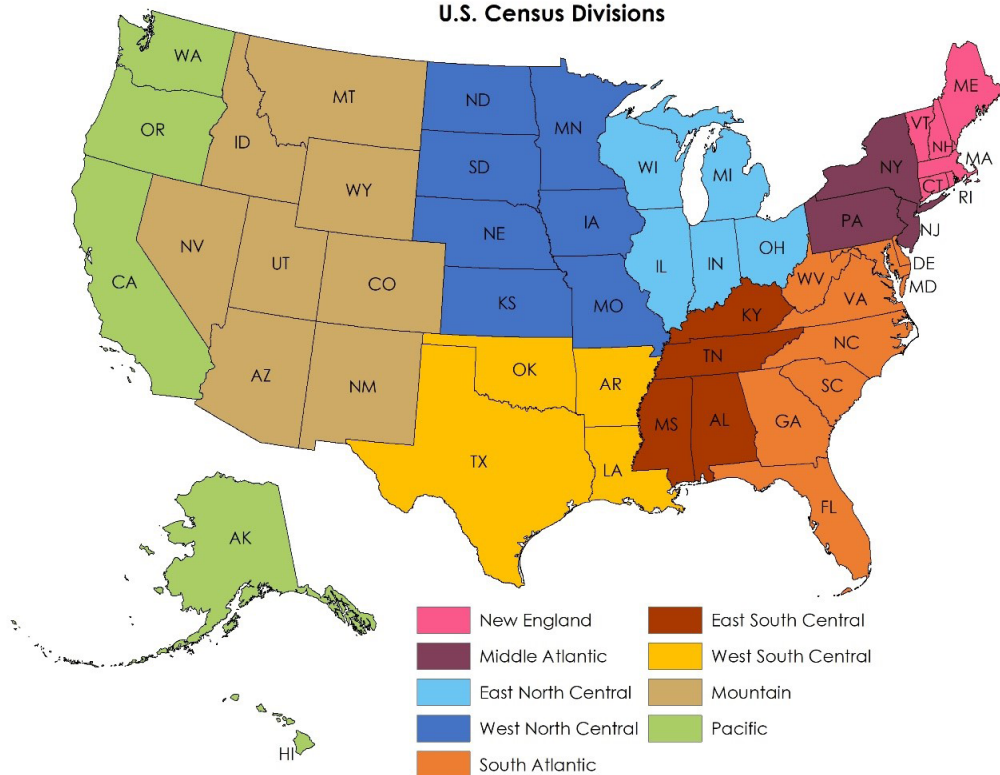 U.S. Census Divisions
WA
OR
CA
AK
HI
MT
ID
WY
NV
UT
CO
AZ
NM
ND
SD
NE
KS
MN
IA
MO
OK
TX
AR
LA
WI
MI
IL
IN
OH
KY
TN
MS
AL
ME
VT
NH
MA
CT
RI
NY
PA
NJ
DE
MD
WV
VA
NC
SC
GA
FL
New England
Middle Atlantic
East North Central
West North Central
South Atlantic
East South Central
West South Central
Mountain
Pacific